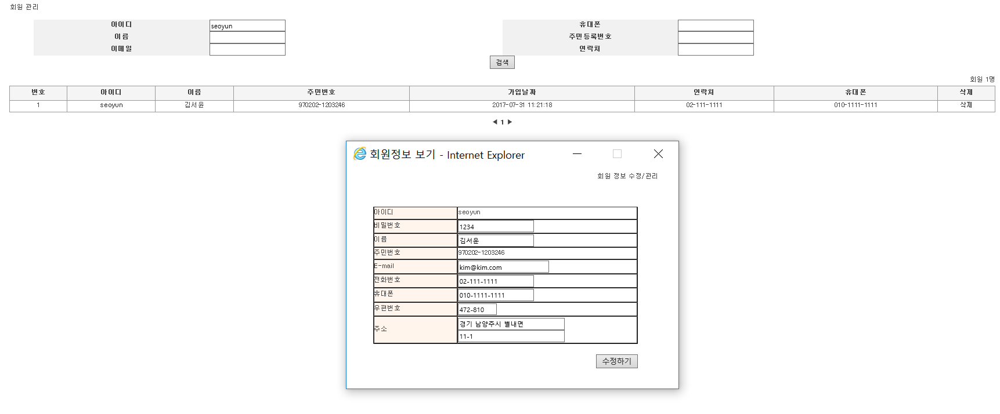 회원 관리
아이디 seoyun 휴대폰
이름 주민등록번호
이메일 연락처
검색
회원 1명
번호 아이디 이름 주민번호 가입날짜 연락처 휴대폰 삭제
1 seoyun 김서윤 970202-1203246 2017-07-31 11:21:18 02-111-1111 010-1111-1111 삭제
◀ 1 ▶
회원정보 보기 - Internet Explorer
회원 정보 수정/관리
아이디 seoyun
비밀번호 1234
이름 김서윤
주민번호 970202-1203246
E-mail kim@kim.com
전화번호 02-111-1111
휴대폰 010-1111-1111
우편번호 472-810
주소 경기 남양주시 별내면
11-1
수정하기